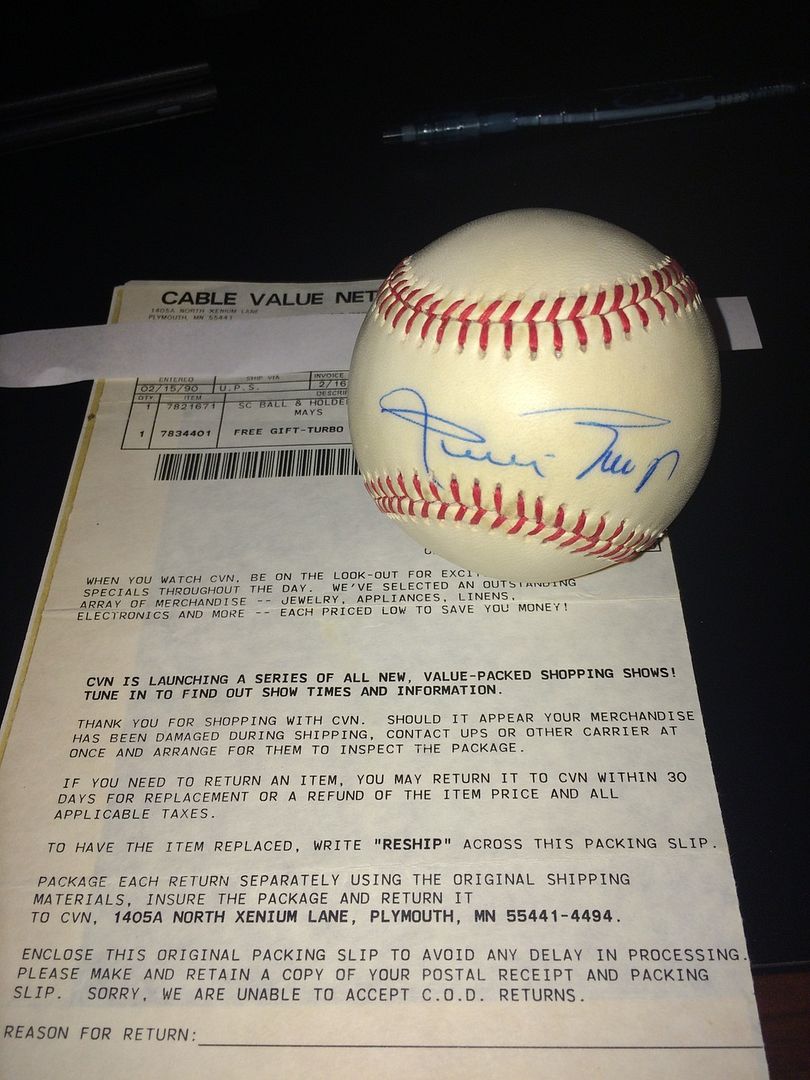 CABLE VALUE NET
1405A NORTH XENIUM LANE
PLYMOUTH, MN 55441
ENTERED SHIP VIA INVOICE
02/15/90 U.P.S. 2/16
QTY. ITEM DESCRI
1 7821671 SC BALL & HOLDE
MAYS
1 7834401 FREE GIFT-TURBO
Willie Mays
WHEN YOU WATCH CVN, BE ON THE LOOK-OUT FOR EXCI
SPECIALS THROUGHOUT THE DAY. WE'VE SELECTED AN OUTSTANDING
ARRAY OF MERCHANDISE -- JEWELRY, APPLIANCES, LINENS,
ELECTRONICS AND MORE -- EACH PRICED LOW TO SAVE YOU MONEY!
CVN IS LAUNCHING A SERIES OF ALL NEW, VALUE-PACKED SHOPPING SHOWS!
TUNE IN TO FIND OUT SHOW TIMES AND INFORMATION.
THANK YOU FOR SHOPPING WITH CVN. SHOULD IT APPEAR YOUR MERCHANDISE
HAS BEEN DAMAGED DURING SHIPPING, CONTACT UPS OR OTHER CARRIER AT
ONCE AND ARRANGE FOR THEM TO INSPECT THE PACKAGE.
IF YOU NEED TO RETURN AN ITEM, YOU MAY RETURN IT TO CVN WITHIN 30
DAYS FOR REPLACEMENT OR A REFUND OF THE ITEM PRICE AND ALL
APPLICABLE TAXES.
TO HAVE THE ITEM REPLACED, WRITE "RESHIP" ACROSS THIS PACKING SLIP.
PACKAGE EACH RETURN SEPARATELY USING THE ORIGINAL SHIPPING
MATERIALS, INSURE THE PACKAGE AND RETURN IT
TO CVN, 1405A NORTH XENIUM LANE, PLYMOUTH, MN 55441-4494.
ENCLOSE THIS ORIGINAL PACKING SLIP TO AVOID ANY DELAY IN PROCESSING.
PLEASE MAKE AND RETAIN A COPY OF YOUR POSTAL RECEIPT AND PACKING
SLIP. SORRY, WE ARE UNABLE TO ACCEPT C.O.D. RETURNS.
REASON FOR RETURN: